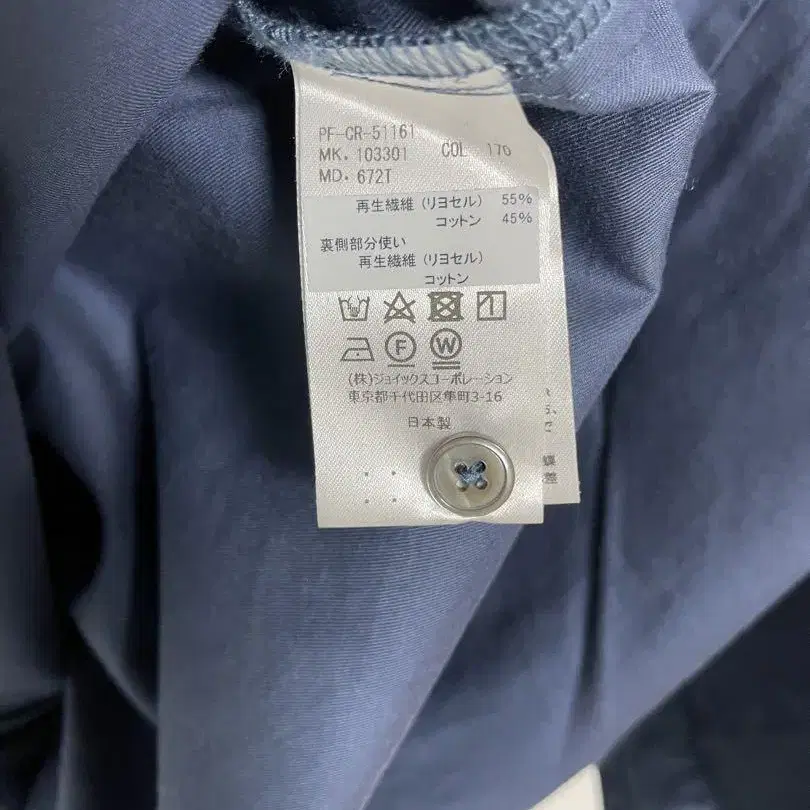 PF-CR-51161
MK. 103301 COL 170
MD. 672T
再生繊維 (リヨセル) 55%
コットン 45%
裏側部分使い
再生繊維 (リヨセル)
コットン
F W
(株)ジョイックスコーポレーション
東京都千代田区隼町3-16
日本製